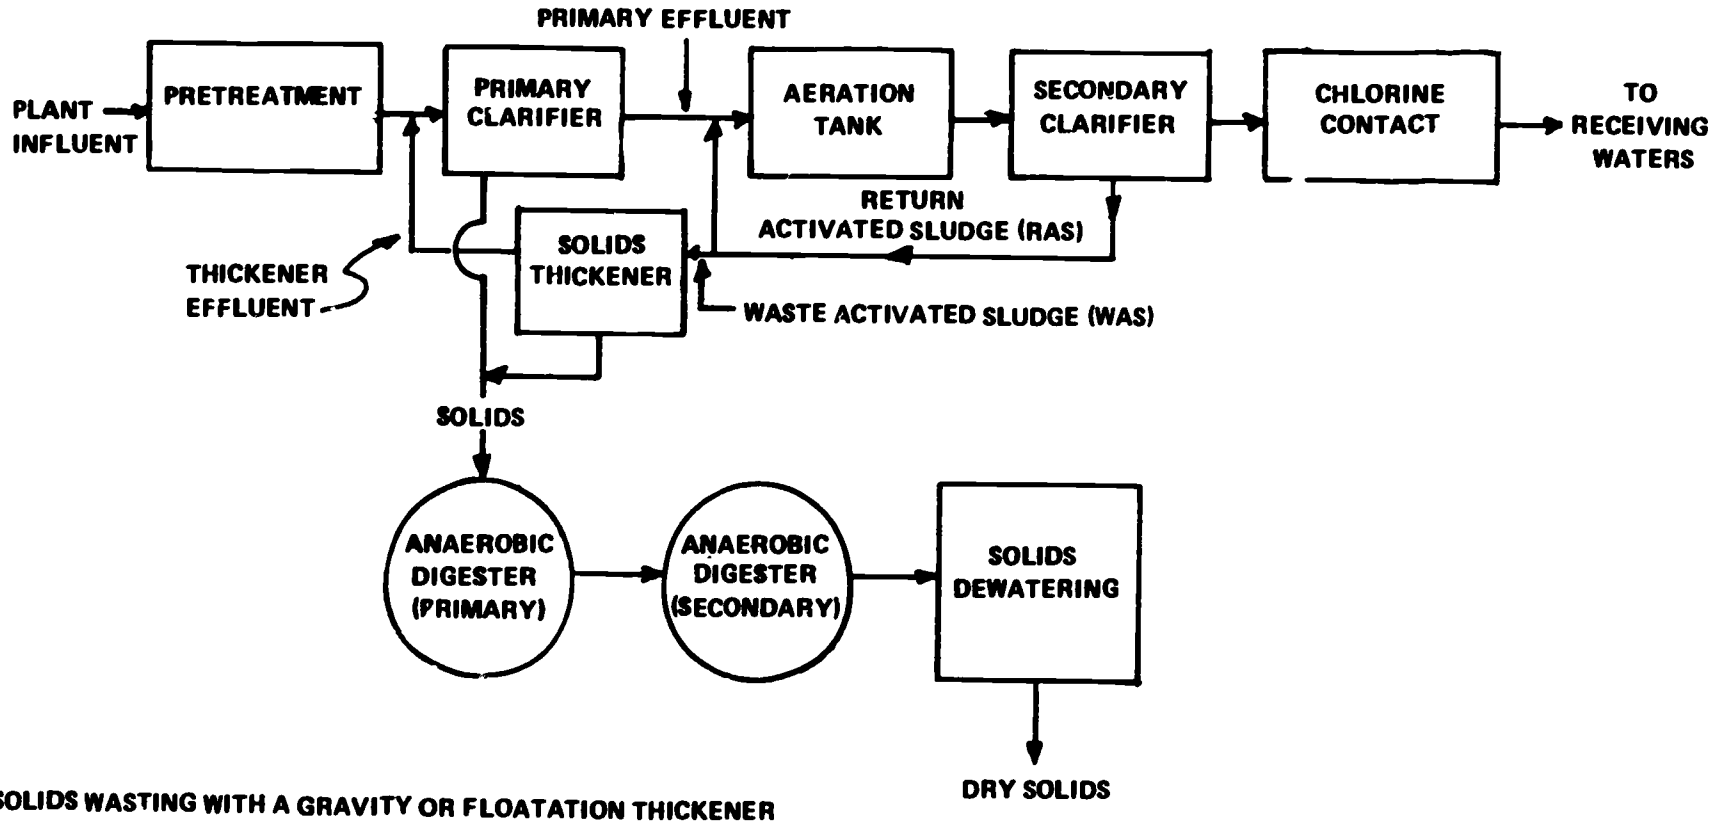 PRIMARY EFFLUENT
PLANT
INFLUENT
PRETREATMENT
PRIMARY
CLARIFIER
AERATION
TANK
SECONDARY
CLARIFIER
CHLORINE
CONTACT
TO
RECEIVING
WATERS
RETURN
ACTIVATED SLUDGE (RAS)
SOLIDS
THICKENER
THICKENER
EFFLUENT
WASTE ACTIVATED SLUDGE (WAS)
SOLIDS
ANAEROBIC
DIGESTER
(PRIMARY)
ANAEROBIC
DIGESTER
(SECONDARY)
SOLIDS
DEWATERING
DRY SOLIDS
SOLIDS WASTING WITH A GRAVITY OR FLOATATION THICKENER